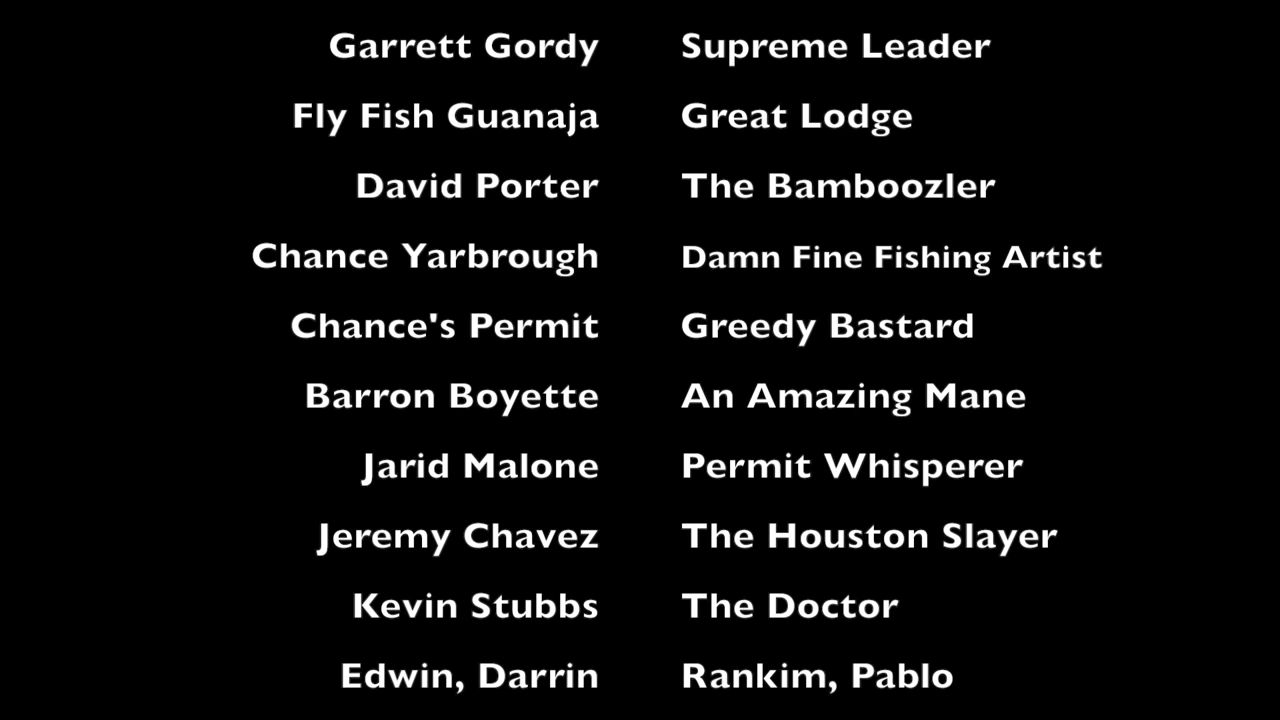 Garrett Gordy Supreme Leader
Fly Fish Guanaja Great Lodge
David Porter The Bamboozler
Chance Yarbrough Damn Fine Fishing Artist
Chance's Permit Greedy Bastard
Barron Boyette An Amazing Mane
Jarid Malone Permit Whisperer
Jeremy Chavez The Houston Slayer
Kevin Stubbs The Doctor
Edwin, Darrin Rankim, Pablo